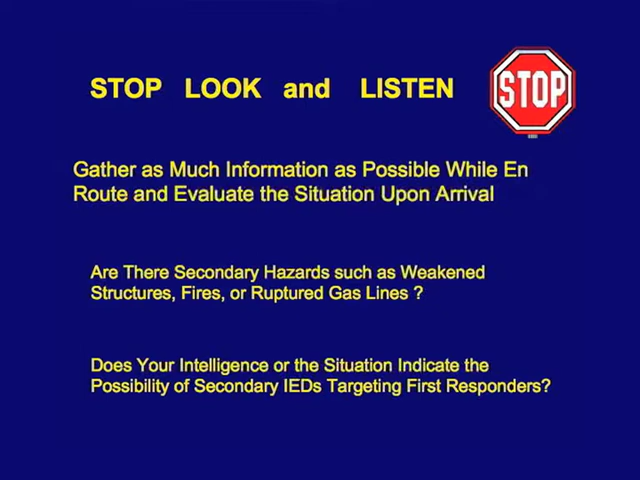 STOP LOOK and LISTEN
STOP
Gather as Much Information as Possible While En
Route and Evaluate the Situation Upon Arrival
Are There Secondary Hazards such as Weakened
Structures, Fires, or Ruptured Gas Lines ?
Does Your Intelligence or the Situation Indicate the
Possibility of Secondary IEDs Targeting First Responders?